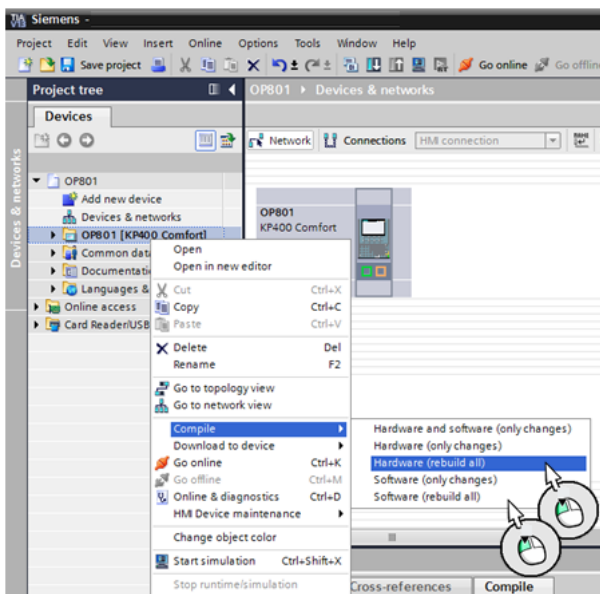 Siemens -
Project Edit View Insert Online Options Tools Window Help
Save project Go online Go offline
Project tree
OP801 Devices & networks
Devices
Network Connections HMI connection
Devices & networks
OP801
Add new device
Devices & networks
OP801 [KP400 Comfort]
Common data
Documentati
Languages &
Online access
Card Reader/USB
OP801
KP400 Comfort
Open
Open in new editor
Cut Ctrl+X
Copy Ctrl+C
Paste Ctrl+V
Delete Del
Rename F2
Go to topology view
Go to network view
Compile
Download to device
Go online Ctrl+K
Go offline Ctrl+M
Online & diagnostics Ctrl+D
HMI Device maintenance
Change object color
Start simulation Ctrl+Shift+X
Stop runtime/simulation
Hardware and software (only changes)
Hardware (only changes)
Hardware (rebuild all)
Software (only changes)
Software (rebuild all)
Cross-references Compile